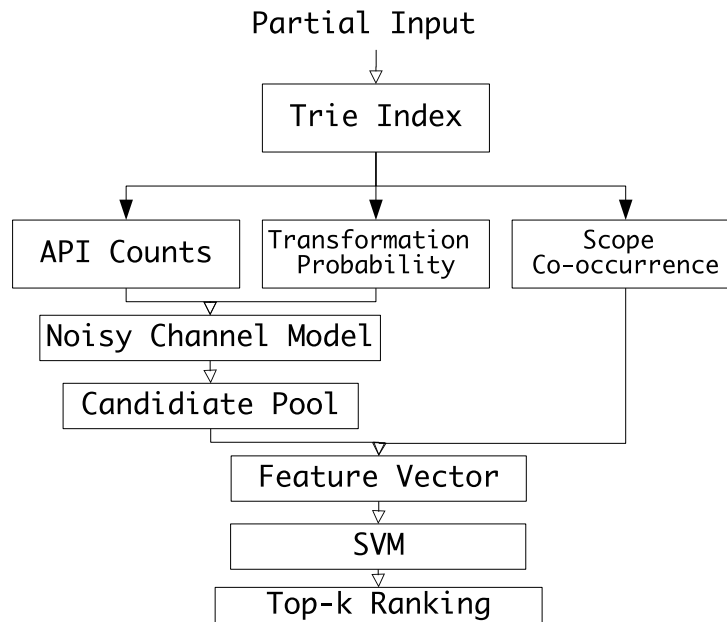 Partial Input
Trie Index
API Counts
Transformation
Probability
Scope
Co-occurrence
Noisy Channel Model
Candidiate Pool
Feature Vector
SVM
Top-k Ranking